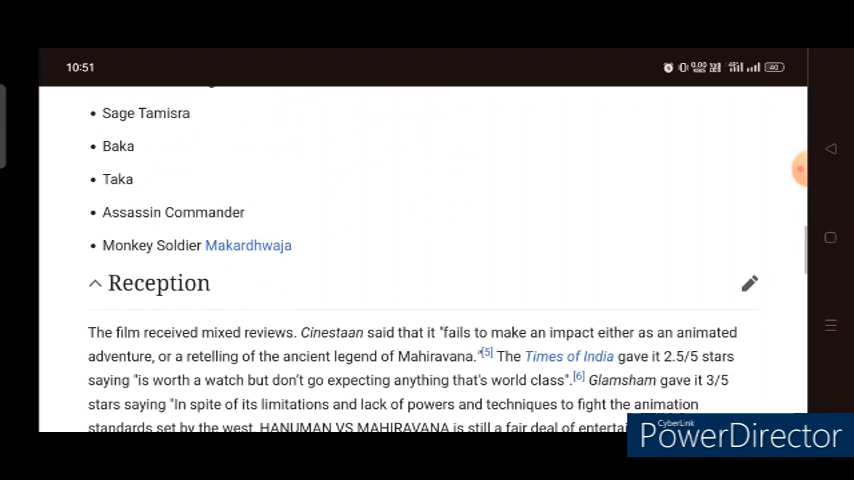 10:51
0.00
40
• Sage Tamisra
• Baka
• Taka
• Assassin Commander
• Monkey Soldier Makardhwaja
Reception
The film received mixed reviews. Cinestaan said that it "fails to make an impact either as an animated
adventure, or a retelling of the ancient legend of Mahiravana."[5] The Times of India gave it 2.5/5 stars
saying "is worth a watch but don't go expecting anything that's world class".[6] Glamsham gave it 3/5
stars saying "In spite of its limitations and lack of powers and techniques to fight the animation
standards set by the west, HANUMAN VS MAHIRAVANA is still a fair deal of
CyberLink
PowerDirector